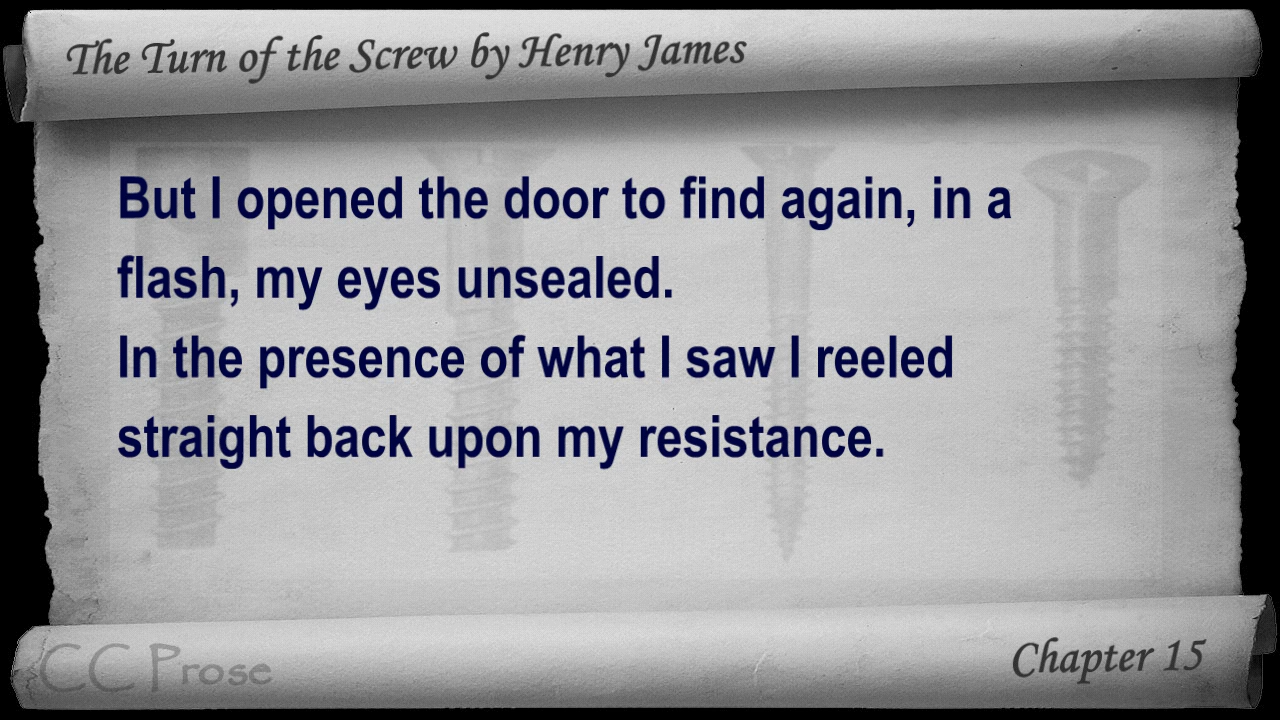 The Turn of the Screw by Henry James
But I opened the door to find again, in a
flash, my eyes unsealed.
In the presence of what I saw I reeled
straight back upon my resistance.
CC Prose
Chapter 15